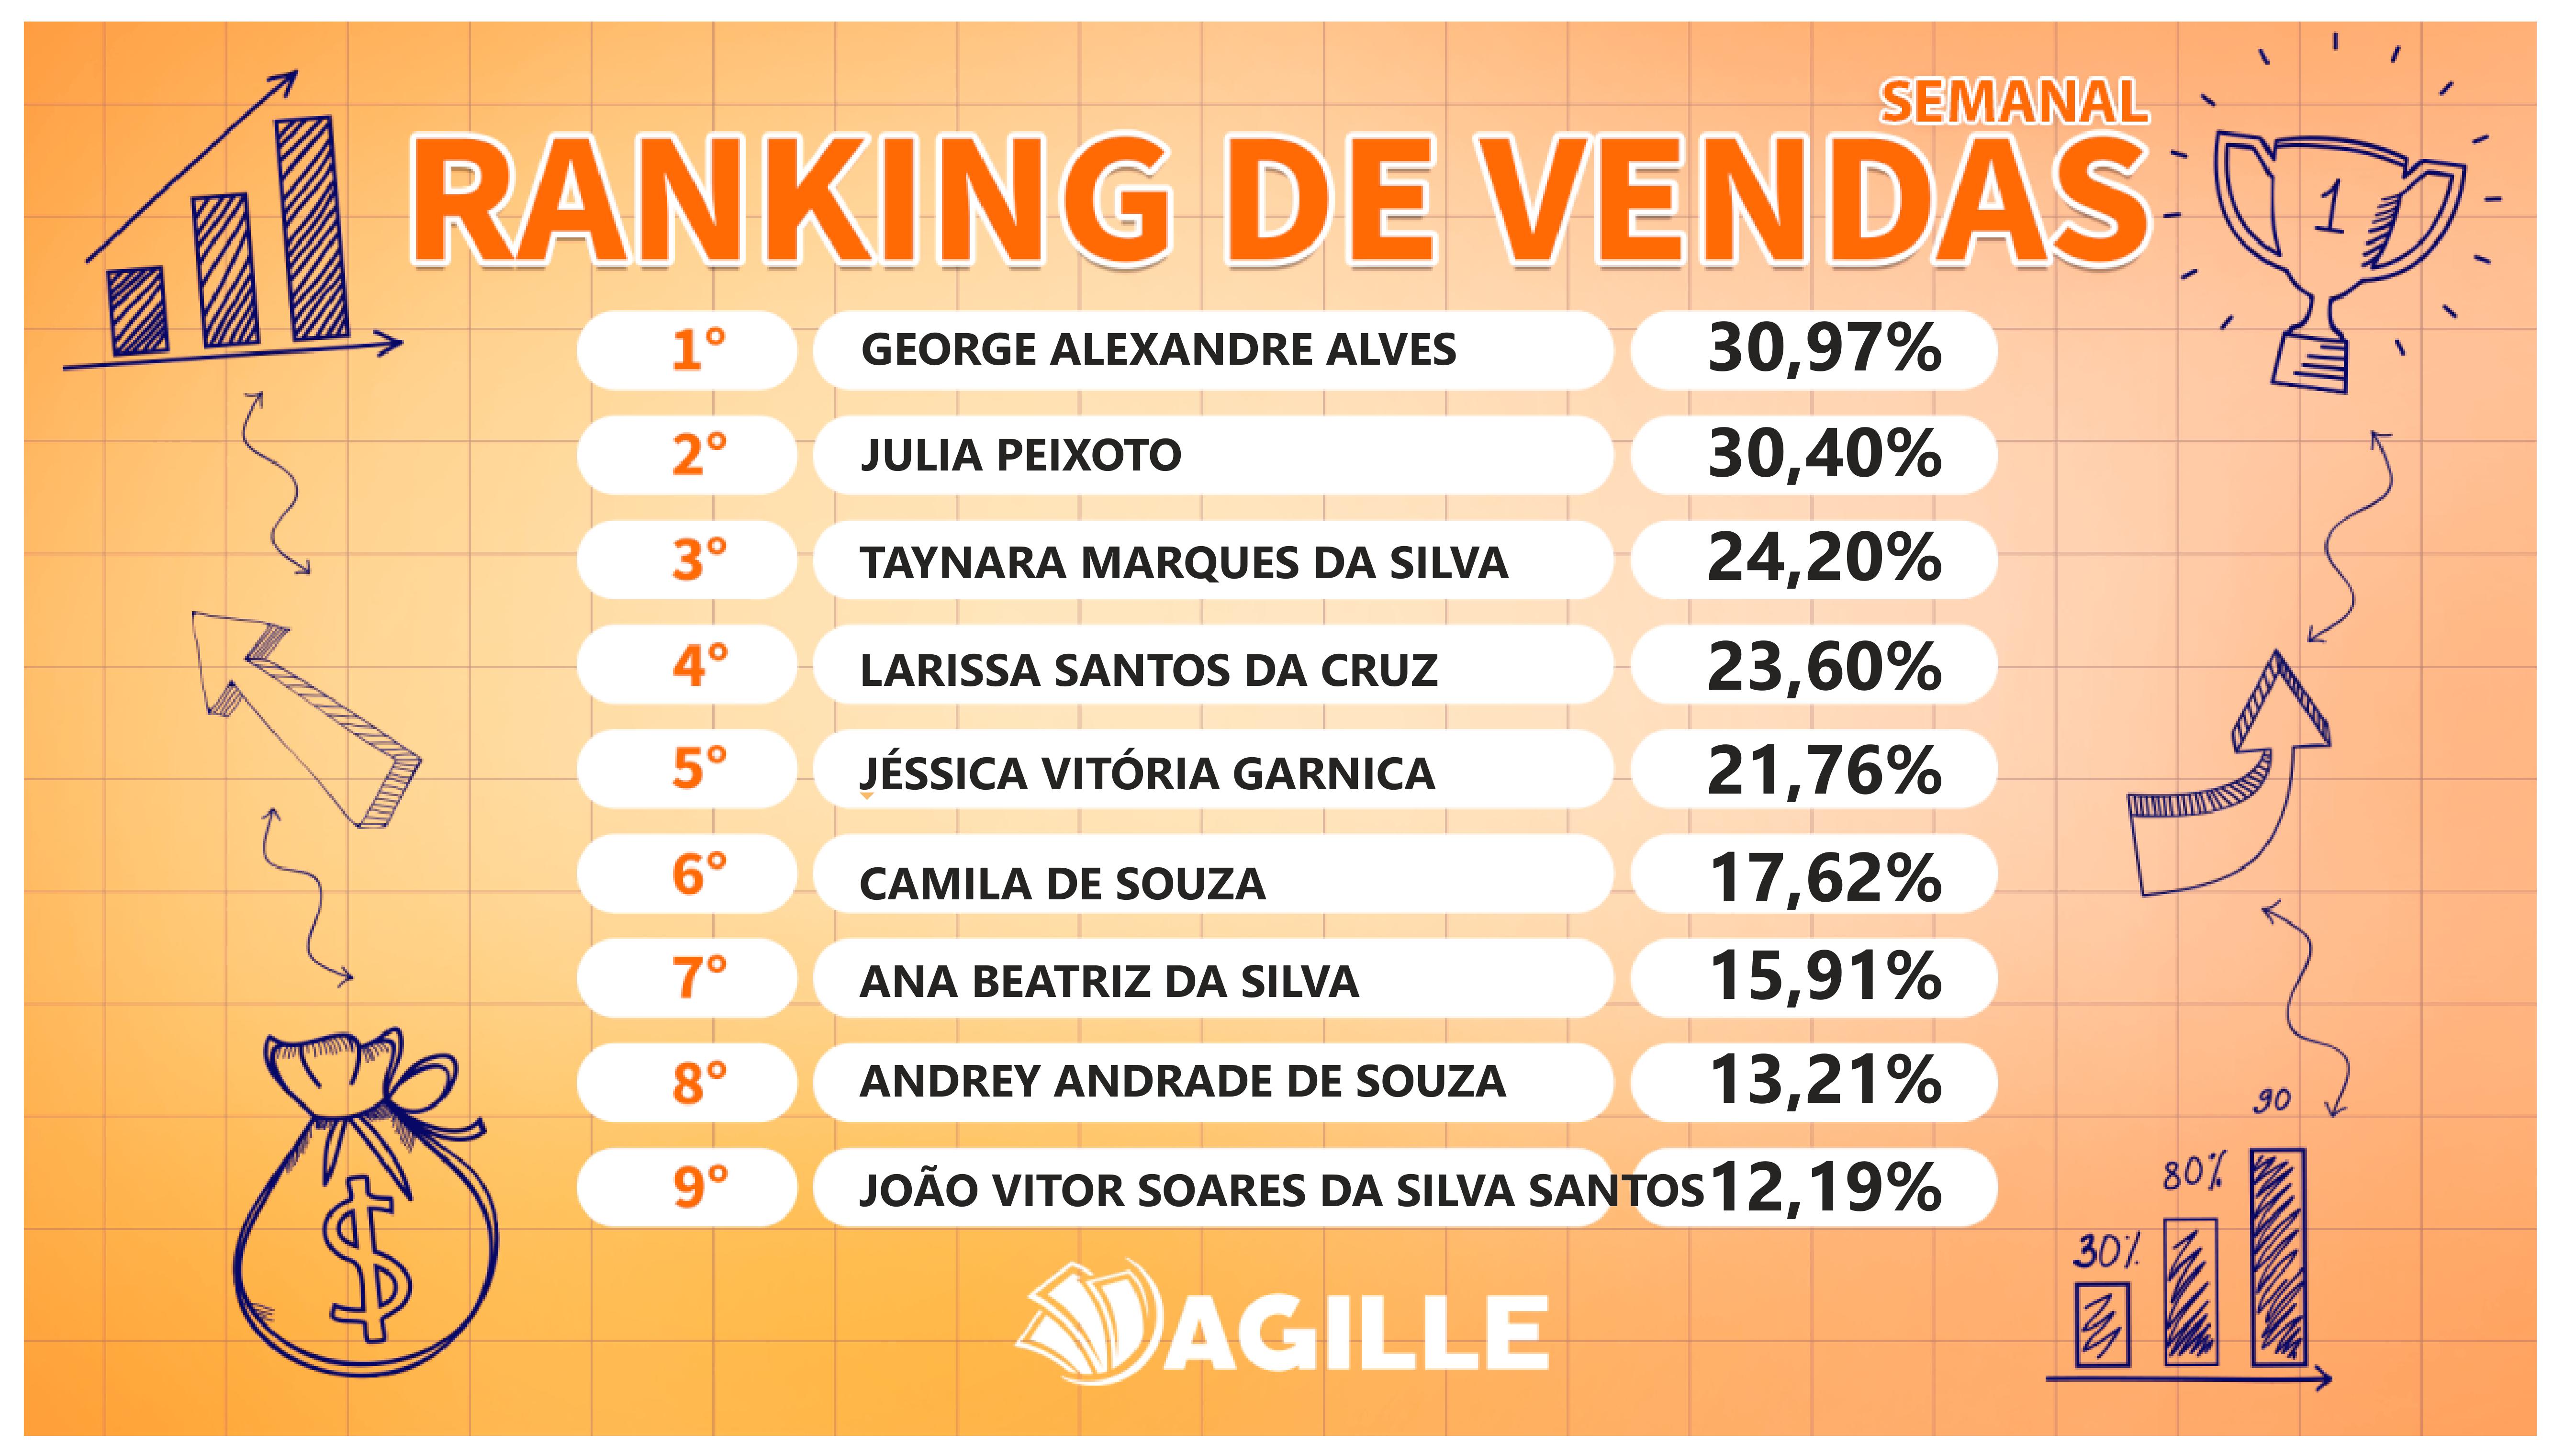 SEMANAL
RANKING DE VENDAS
1° GEORGE ALEXANDRE ALVES 30,97%
2° JULIA PEIXOTO 30,40%
3° TAYNARA MARQUES DA SILVA 24,20%
4° LARISSA SANTOS DA CRUZ 23,60%
5° JÉSSICA VITÓRIA GARNICA 21,76%
6° CAMILA DE SOUZA 17,62%
7° ANA BEATRIZ DA SILVA 15,91%
8° ANDREY ANDRADE DE SOUZA 13,21%
9° JOÃO VITOR SOARES DA SILVA SANTOS 12,19%
AGILLE
1
$
30%
80%
90